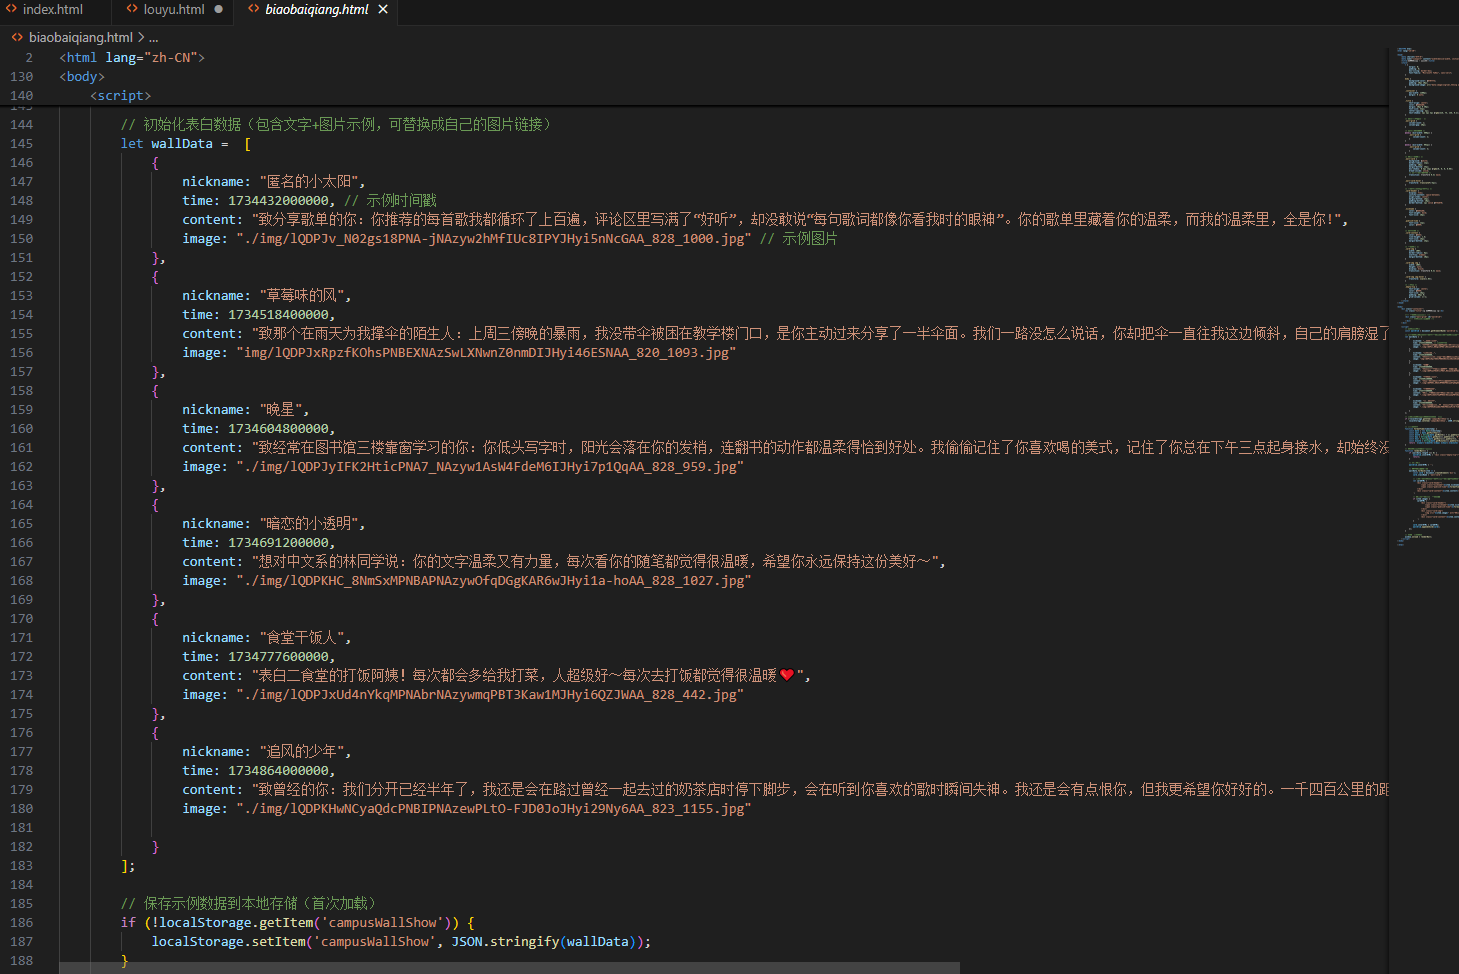 index.html louyu.html biaobaiqiang.html
biaobaiqiang.html > ...
2 <html lang="zh-CN">
130 <body>
140 <script>
144 // 初始化表白数据（包含文字+图片示例，可替换成自己的图片链接）
145 let wallData = [
146 {
147 nickname: "匿名的小太阳",
148 time: 1734432000000, // 示例时间戳
149 content: "致分享歌单的你：你推荐的每首歌我都循环了上百遍，评论区里写满了“好听”，却没敢说“每句歌词都像你看我时的眼神”。你的歌单里藏着你的温柔，而我的温柔里，全是你!",
150 image: "./img/lQDPJv_N02gs18PNA-jNAzyw2hMfIUc8IPYJHyi5nNcGAA_828_1000.jpg" // 示例图片
151 },
152 {
153 nickname: "草莓味的风",
154 time: 1734518400000,
155 content: "致那个在雨天为我撑伞的陌生人：上周三傍晚的暴雨，我没带伞被困在教学楼门口，是你主动过来分享了一半伞面。我们一路没怎么说话，你却把伞一直往我这边倾斜，自己的肩膀湿了
156 image: "img/lQDPJxRpzfKOhsPNBEXNAzSwLXNwnZ0nmDIJHyi46ESNAA_820_1093.jpg"
157 },
158 {
159 nickname: "晚星",
160 time: 1734604800000,
161 content: "致经常在图书馆三楼靠窗学习的你：你低头写字时，阳光会落在你的发梢，连翻书的动作都温柔得恰到好处。我偷偷记住了你喜欢喝的美式，记住了你总在下午三点起身接水，却始终没
162 image: "./img/lQDPJyIFK2HticPNA7_NAzyw1AsW4FdeM6IJHyi7p1QqAA_828_959.jpg"
163 },
164 {
165 nickname: "暗恋的小透明",
166 time: 1734691200000,
167 content: "想对中文系的林同学说：你的文字温柔又有力量，每次看你的随笔都觉得很温暖，希望你永远保持这份美好～",
168 image: "./img/lQDPKHC_8NmSxMPNBAPNAzywOfqDGgKAR6wJHyi1a-hoAA_828_1027.jpg"
169 },
170 {
171 nickname: "食堂干饭人",
172 time: 1734777600000,
173 content: "表白二食堂的打饭阿姨！每次都会多给我打菜，人超级好～每次去打饭都觉得很温暖❤️",
174 image: "./img/lQDPJxUd4nYkqMPNAbrNAzywmqPBT3Kaw1MJHyi6QZJWAA_828_442.jpg"
175 },
176 {
177 nickname: "追风的少年",
178 time: 1734864000000,
179 content: "致曾经的你：我们分开已经半年了，我还是会在路过曾经一起去过的奶茶店时停下脚步，会在听到你喜欢的歌时瞬间失神。我还是会有点恨你，但我更希望你好好的。一千四百公里的距
180 image: "./img/lQDPKHwNCyaQdcPNBIPNAzewPLtO-FJD0JoJHyi29Ny6AA_823_1155.jpg"
181
182 }
183 ];
184
185 // 保存示例数据到本地存储（首次加载）
186 if (!localStorage.getItem('campusWallShow')) {
187 localStorage.setItem('campusWallShow', JSON.stringify(wallData));
188 }